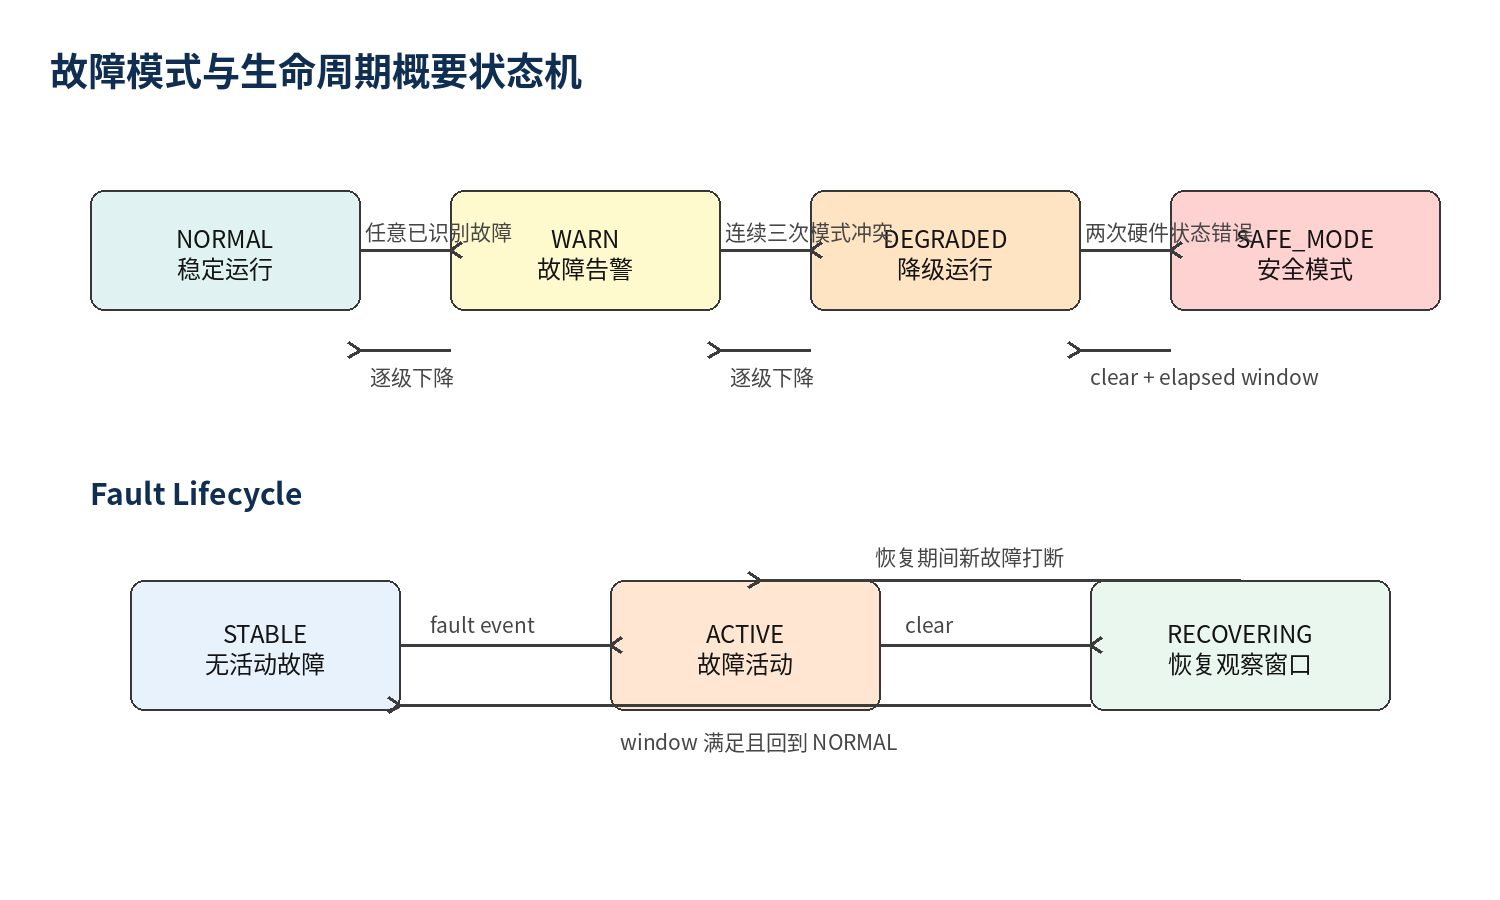 故障模式与生命周期概要状态机
任意已识别故障
连续三次模式冲突
两次硬件状态错误
NORMAL
稳定运行
WARN
故障告警
DEGRADED
降级运行
SAFE_MODE
安全模式
逐级下降
逐级下降
clear + elapsed window
Fault Lifecycle
恢复期间新故障打断
fault event
clear
STABLE
无活动故障
ACTIVE
故障活动
RECOVERING
恢复观察窗口
window 满足且回到 NORMAL